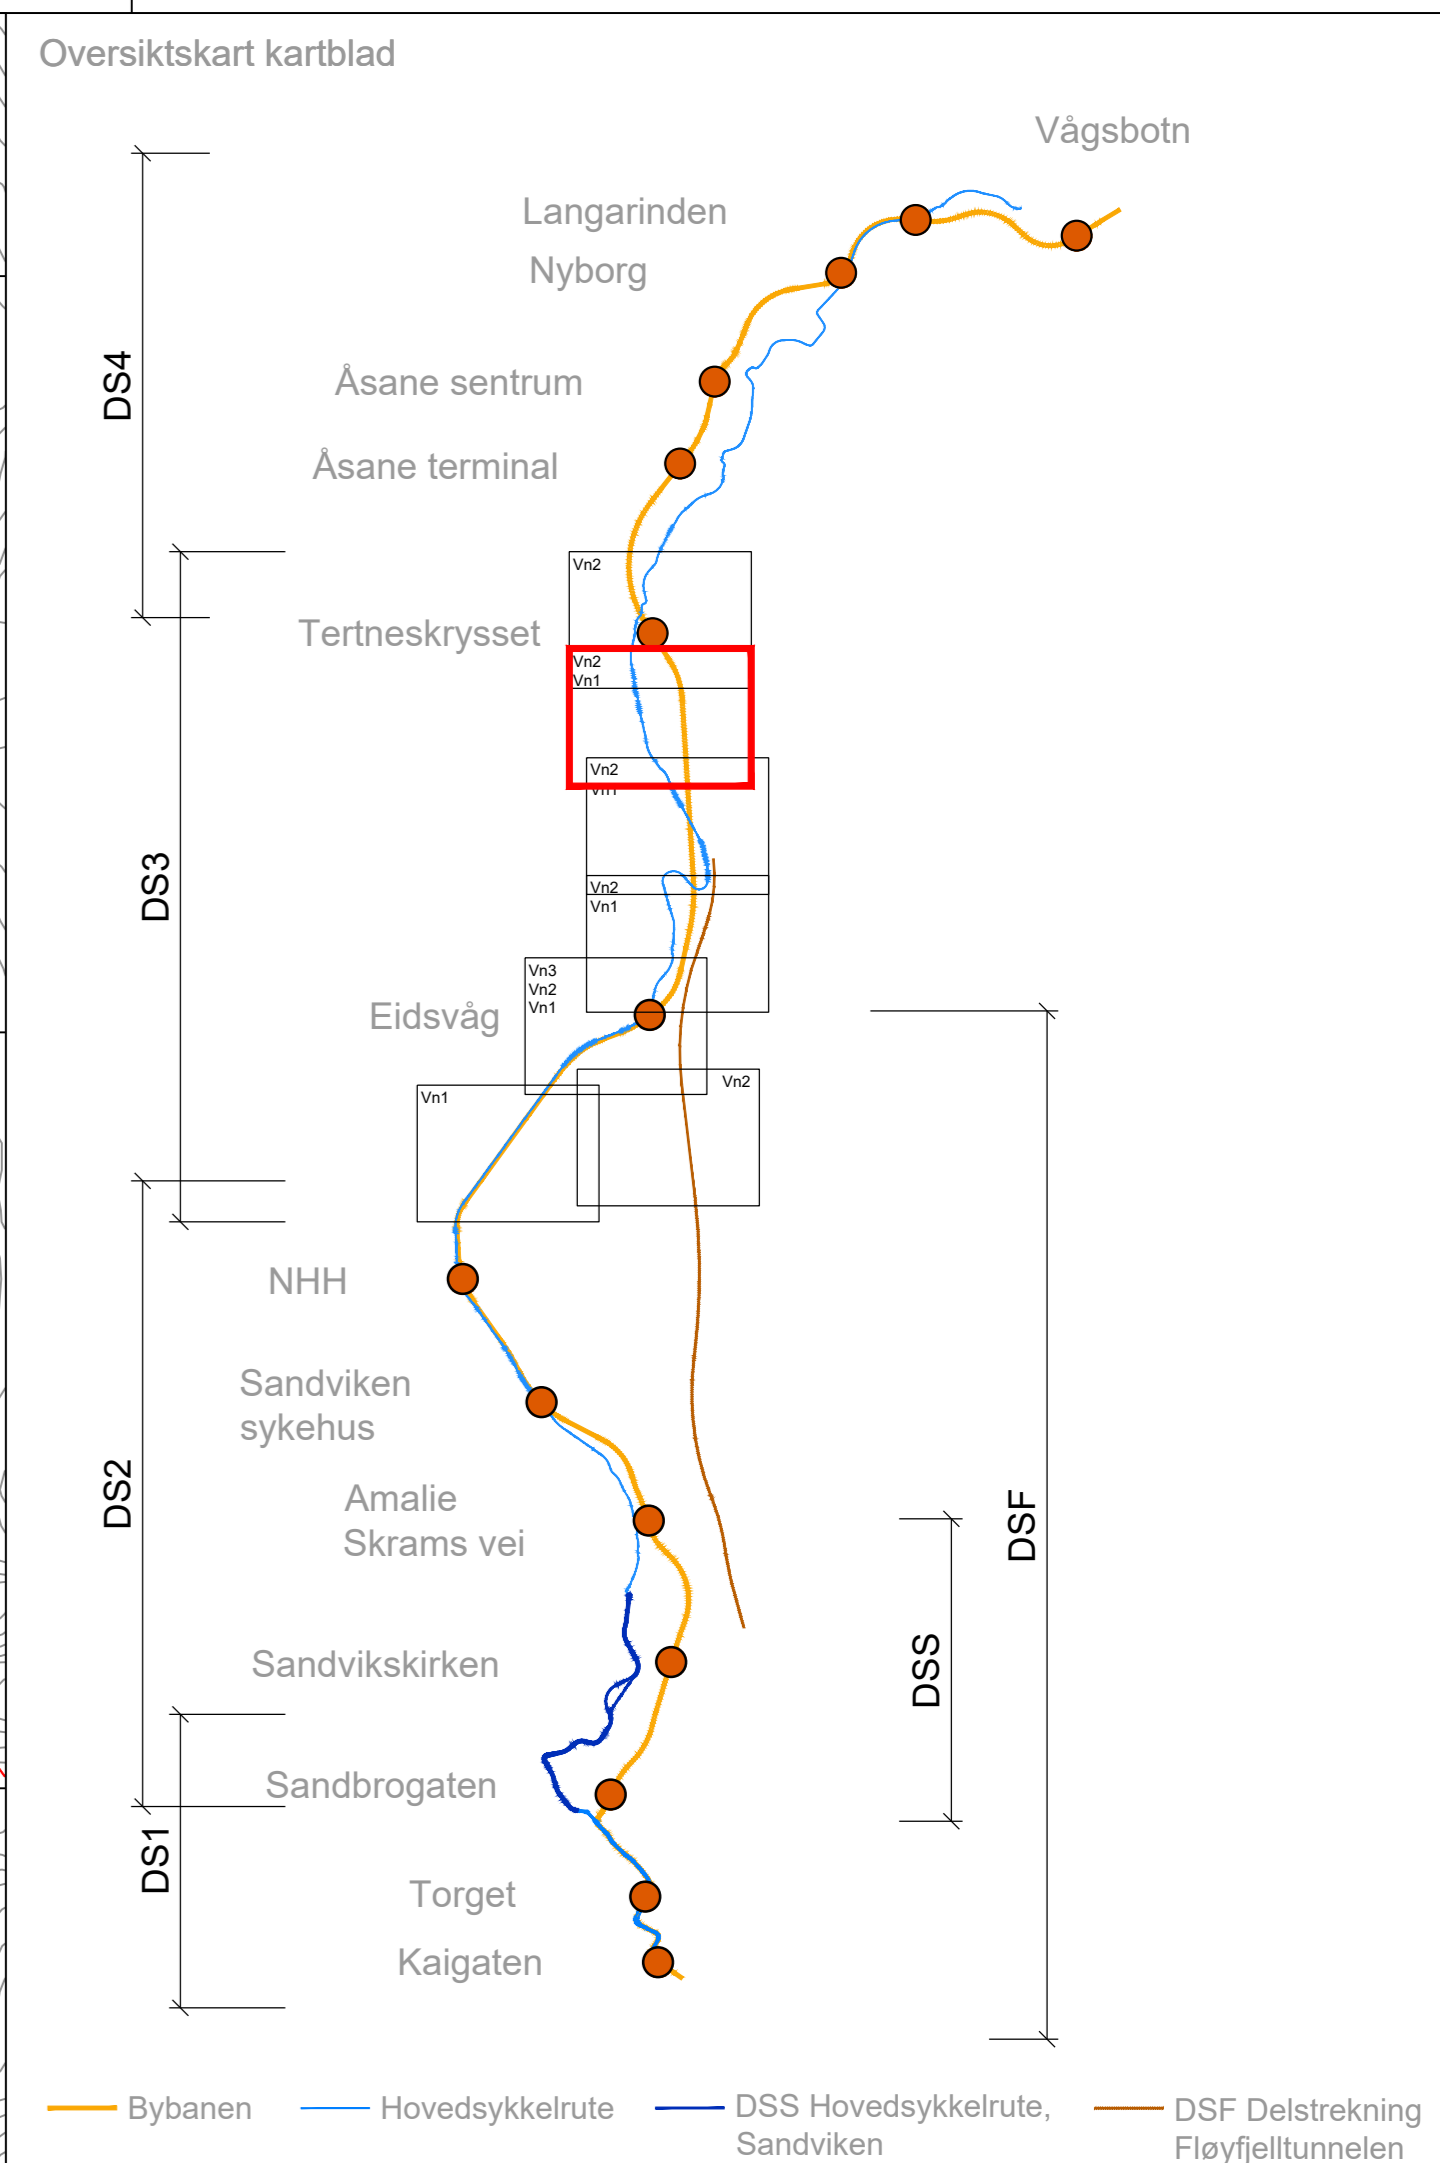 Oversiktskart kartblad
Vågsbotn
Langarinden
Nyborg
DS4
Åsane sentrum
Åsane terminal
Vn2
Tertneskrysset
Vn2
Vn1
Vn2
Vn1
DS3
Vn2
Vn1
Vn3
Vn2
Vn1
Eidsvåg
Vn2
Vn1
NHH
Sandviken
sykehus
DS2
Amalie
Skrams vei
DSF
DSS
Sandvikskirken
Sandbrogaten
DS1
Torget
Kaigaten
Bybanen
Hovedsykkelrute
DSS Hovedsykkelrute,
Sandviken
DSF Delstrekning
Fløyfjelltunnelen